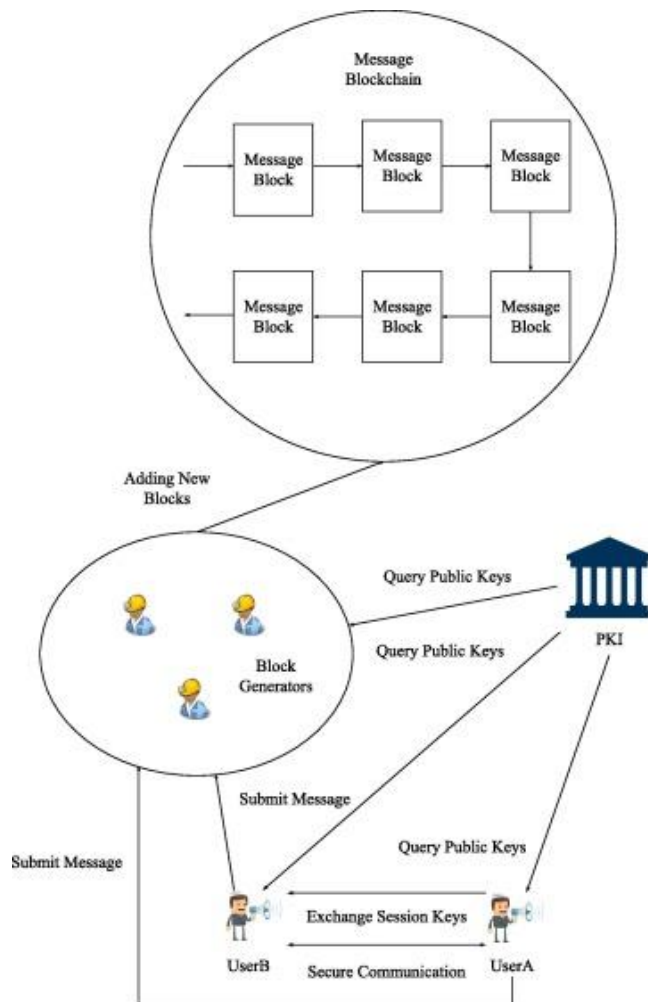 Message
Blockchain
Message
Block
Message
Block
Message
Block
Message
Block
Message
Block
Message
Block
Adding New
Blocks
Query Public Keys
PKI
Query Public Keys
Block
Generators
Submit Message
Submit Message
Query Public Keys
Exchange Session Keys
UserB
Secure Communication
UserA